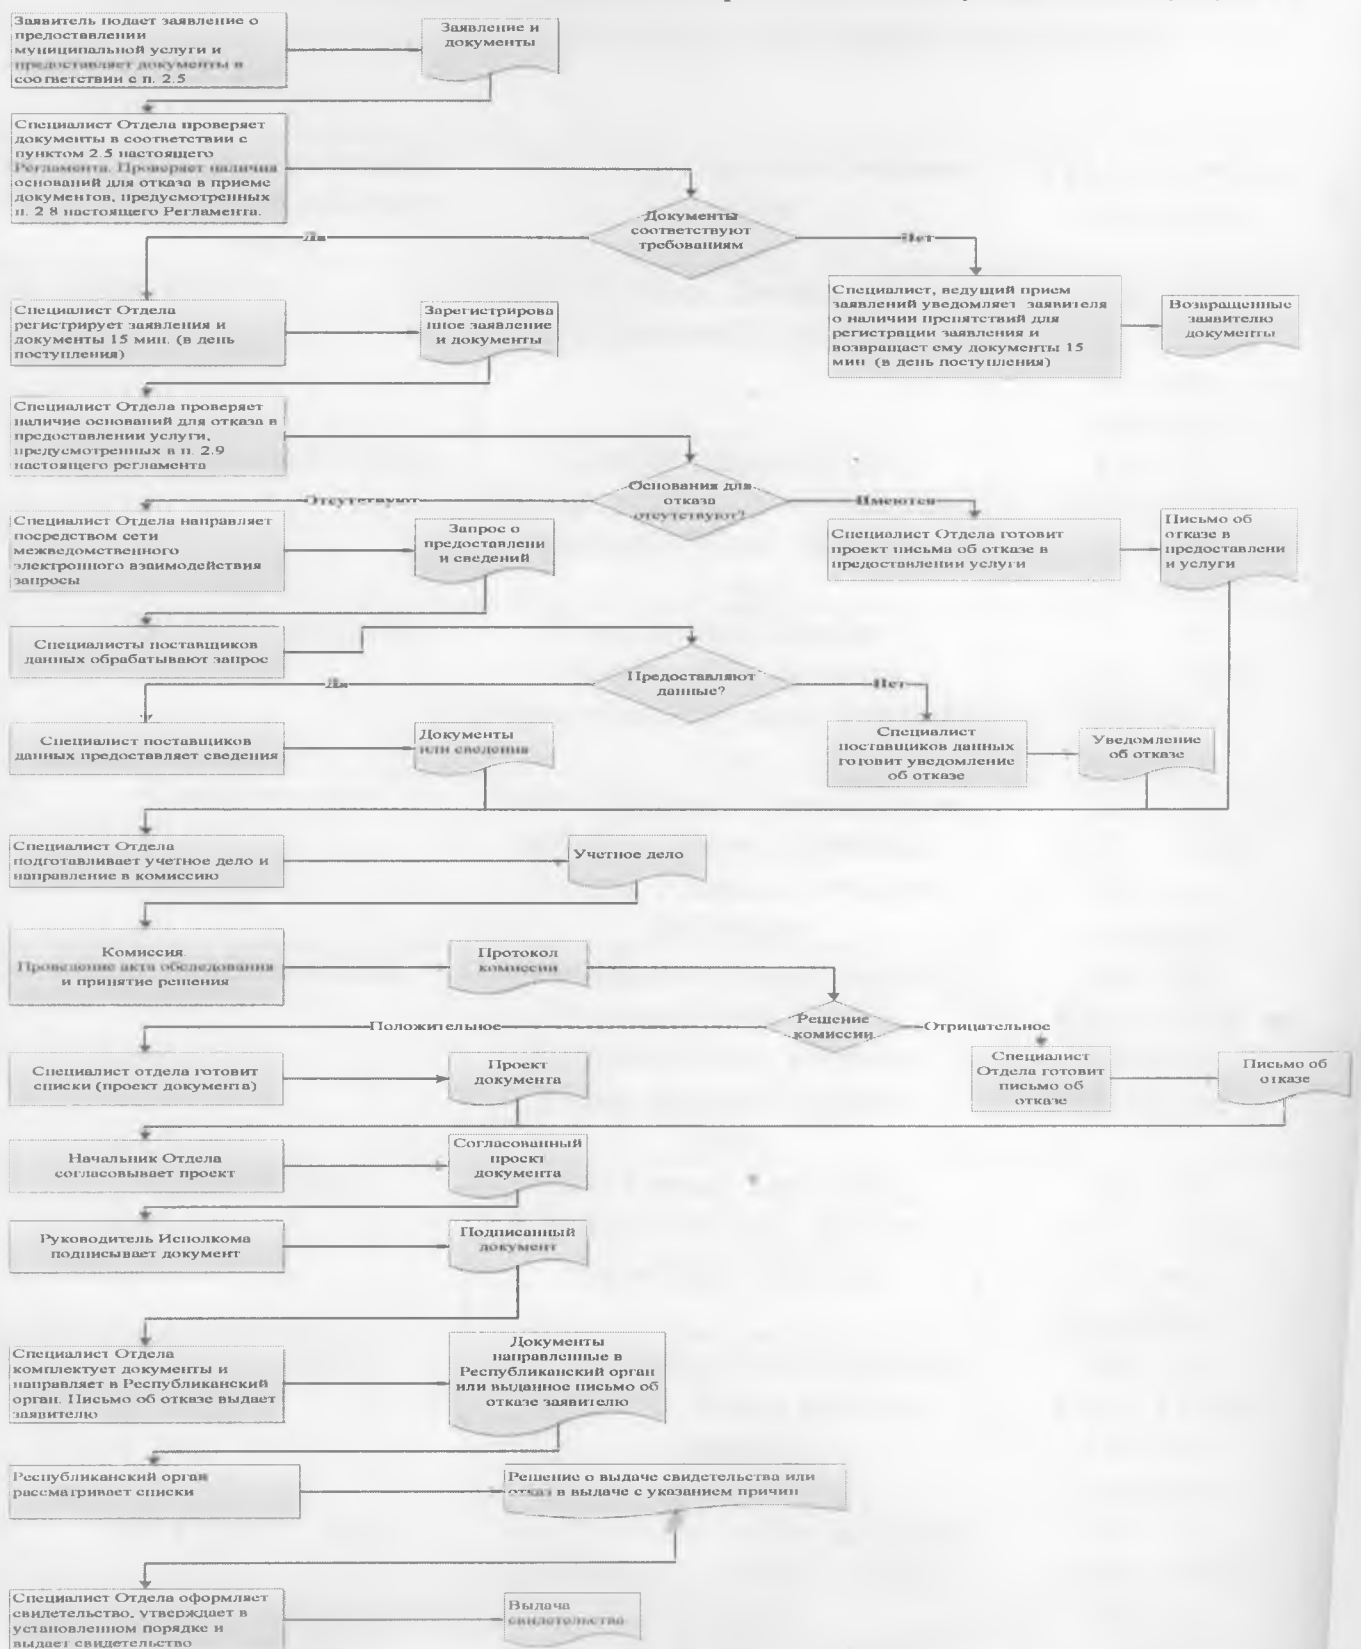 Заявитель подает заявление о
предоставлении
муниципальной услуги и
предоставляет документы в
соответствии с п. 2.5
Заявление и
документы
Специалист Отдела проверяет
документы в соответствии с
пунктом 2.5 настоящего
Регламента. Проверяет наличия
оснований для отказа в приеме
документов, предусмотренных
п. 2 8 настоящего Регламента.
Документы
соответствуют
требованиям
Да
Нет
Специалист Отдела
регистрирует заявления и
документы 15 мин. (в день
поступления)
Зарегистрирова
нное заявление
и документы
Специалист, ведущий прием
заявлений уведомляет заявителя
о наличии препятствий для
регистрации заявления и
возвращает ему документы 15
мин (в день поступления)
Возвращенные
заявителю
документы
Специалист Отдела проверяет
наличие оснований для отказа в
предоставлении услуги,
предусмотренных в п. 2.9
настоящего регламента
Основания для
отказа
отсутствуют?
Отсутствуют
Имеются
Специалист Отдела направляет
посредством сети
межведомственного
электронного взаимодействия
запросы
Запрос о
предоставлени
и сведений
Специалист Отдела готовит
проект письма об отказе в
предоставлении услуги
Письмо об
отказе в
предоставлени
и услуги
Специалисты поставщиков
данных обрабатывают запрос
Предоставляют
данные?
Да
Нет
Специалист поставщиков
данных предоставляет сведения
Документы
или сведения
Специалист
поставщиков данных
готовит уведомление
об отказе
Уведомление
об отказе
Специалист Отдела
подготавливает учетное дело и
направление в комиссию
Учетное дело
Комиссия
Проведение акта обследования
и принятие решения
Протокол
комиссии
Решение
комиссии
Положительное
Отрицательное
Специалист отдела готовит
списки (проект документа)
Проект
документа
Специалист
Отдела готовит
письмо об
отказе
Письмо об
отказе
Начальник Отдела
согласовывает проект
Согласованный
проект
документа
Руководитель Исполкома
подписывает документ
Подписанный
документ
Специалист Отдела
комплектует документы и
направляет в Республиканский
орган. Письмо об отказе выдает
заявителю
Документы
направленные в
Республиканский орган
или выданное письмо об
отказе заявителю
Республиканский орган
рассматривает списки
Решение о выдаче свидетельства или
отказ в выдаче с указанием причин
Специалист Отдела оформляет
свидетельство, утверждает в
установленном порядке и
выдает свидетельство
Выдача
свидетельства